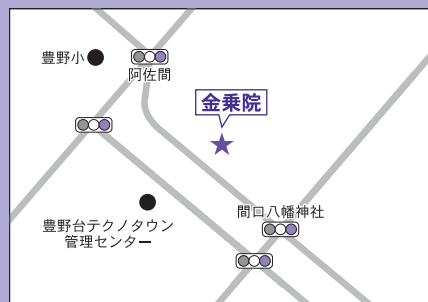 豊野小
阿佐間
金乗院
間口八幡神社
豊野台テクノタウン
管理センター